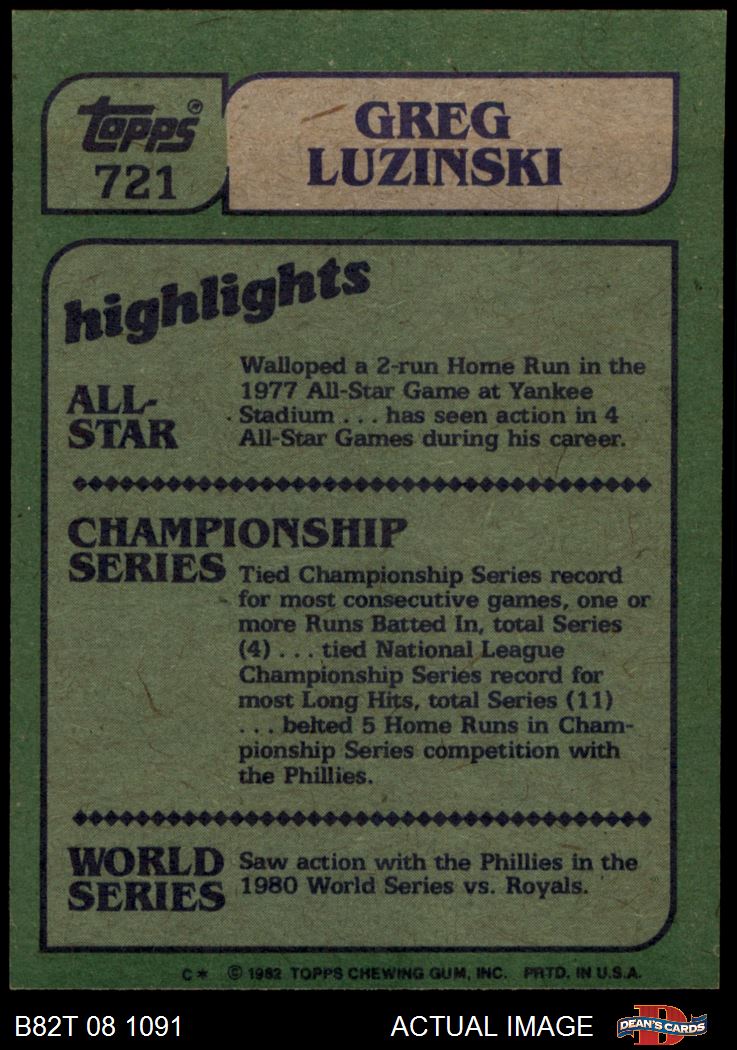 topps®
721
GREG
LUZINSKI
highlights
ALL-
STAR
Walloped a 2-run Home Run in the
1977 All-Star Game at Yankee
Stadium . . . has seen action in 4
All-Star Games during his career.
CHAMPIONSHIP
SERIES
Tied Championship Series record
for most consecutive games, one or
more Runs Batted In, total Series
(4) . . . tied National League
Championship Series record for
most Long Hits, total Series (11)
. . . belted 5 Home Runs in Cham-
pionship Series competition with
the Phillies.
WORLD
SERIES
Saw action with the Phillies in the
1980 World Series vs. Royals.
C* © 1982 TOPPS CHEWING GUM, INC. PRTD. IN U.S.A.
B82T 08 1091 ACTUAL IMAGE
D
DEAN'S CARDS